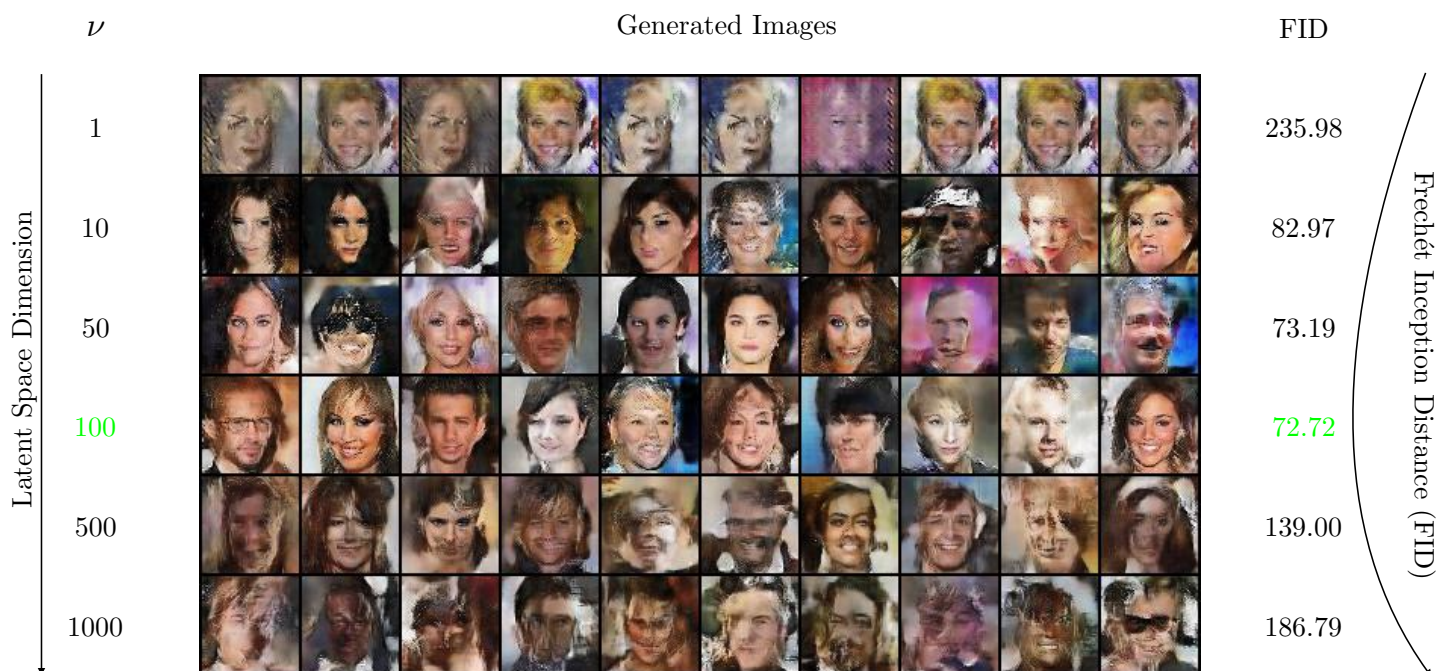 ν Generated Images FID
Latent Space Dimension
1 235.98
10 82.97
50 73.19
100 72.72
500 139.00
1000 186.79
Frechét Inception Distance (FID)